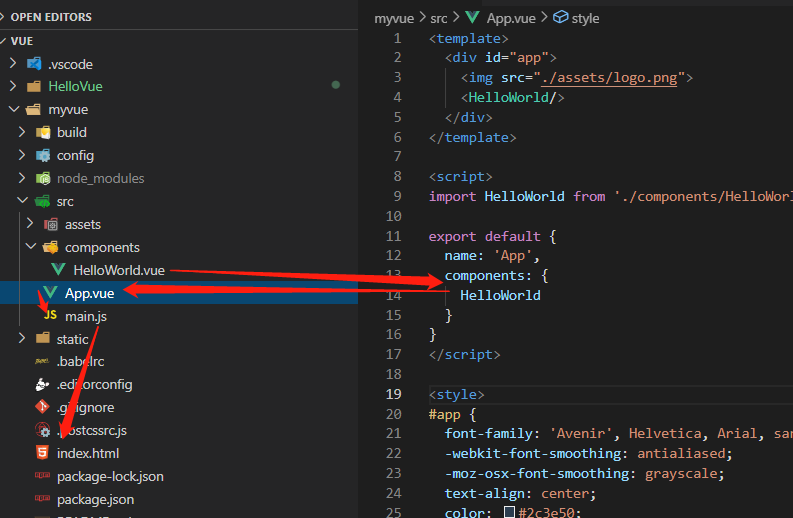 OPEN EDITORS
VUE
.vscode
HelloVue
myvue
build
config
node_modules
src
assets
components
HelloWorld.vue
App.vue
JS main.js
static
.babelrc
.editorconfig
.gitignore
.postcssrc.js
index.html
package-lock.json
package.json
myvue > src > App.vue > style
1 <template>
2 <div id="app">
3 <img src="./assets/logo.png">
4 <HelloWorld/>
5 </div>
6 </template>
7
8 <script>
9 import HelloWorld from './components/HelloWorl
10
11 export default {
12 name: 'App',
13 components: {
14 HelloWorld
15 }
16 }
17 </script>
18
19 <style>
20 #app {
21 font-family: 'Avenir', Helvetica, Arial, san
22 -webkit-font-smoothing: antialiased;
23 -moz-osx-font-smoothing: grayscale;
24 text-align: center;
25 color: #2c3e50;